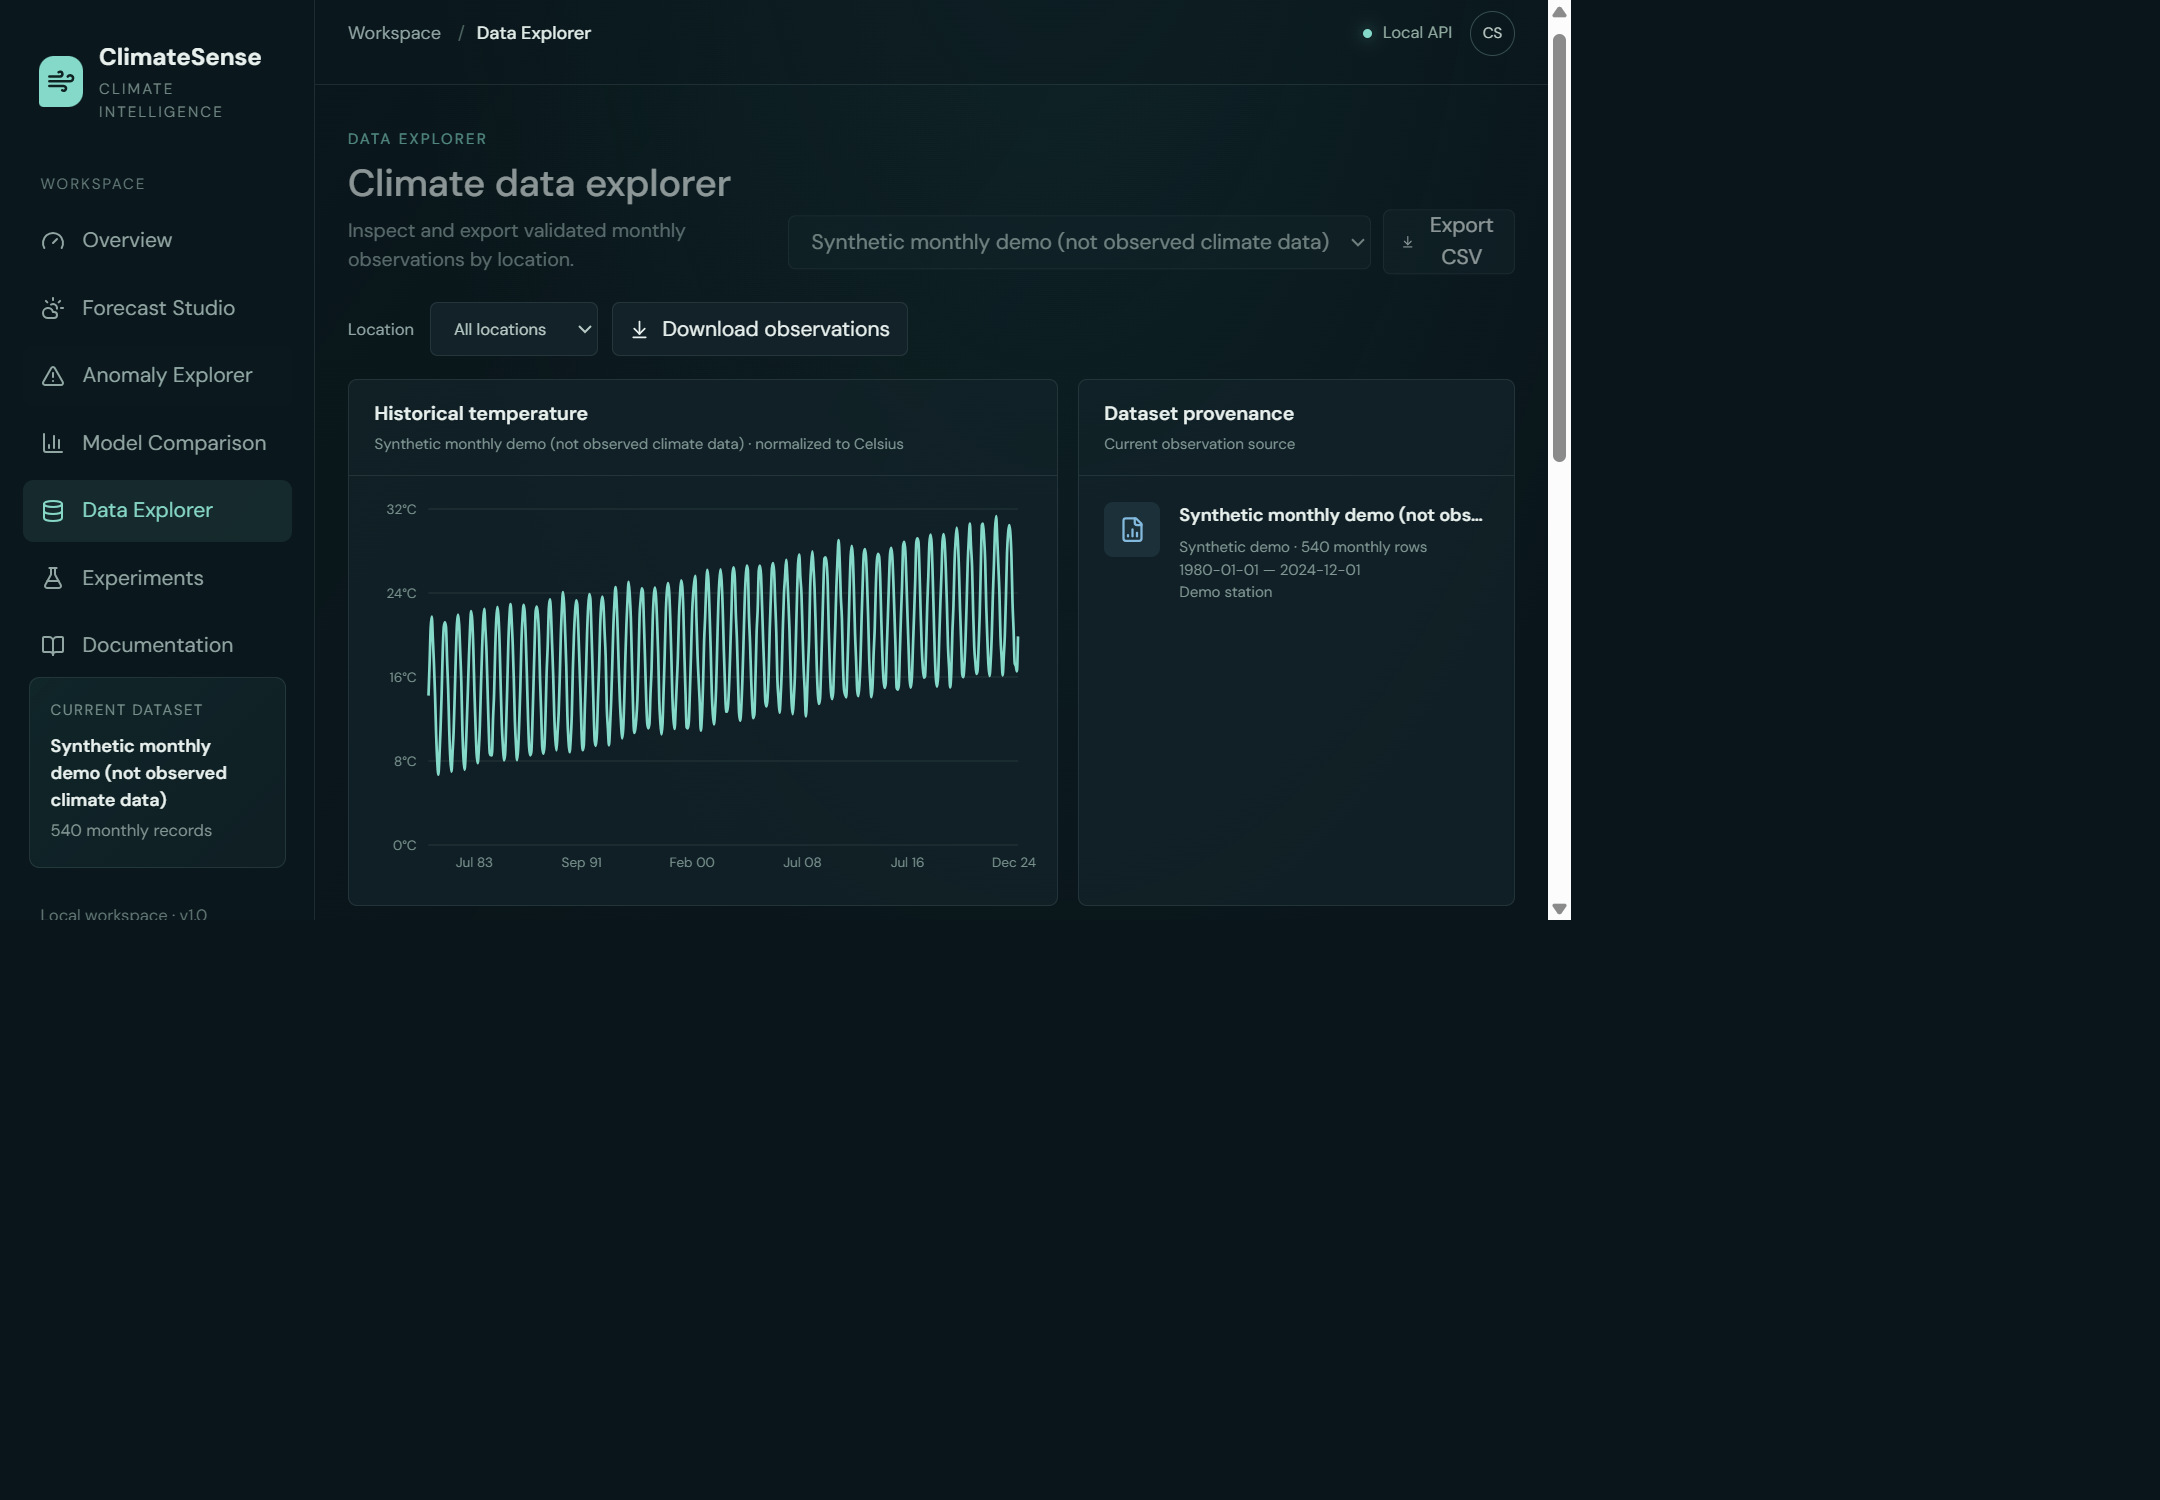 ClimateSense
CLIMATE
INTELLIGENCE
WORKSPACE
Overview
Forecast Studio
Anomaly Explorer
Model Comparison
Data Explorer
Experiments
Documentation
CURRENT DATASET
Synthetic monthly
demo (not observed
climate data)
540 monthly records
Local workspace · v1.0
Workspace / Data Explorer
Local API
CS
DATA EXPLORER
Climate data explorer
Inspect and export validated monthly
observations by location.
Synthetic monthly demo (not observed climate data)
Export
CSV
Location
All locations
Download observations
Historical temperature
Synthetic monthly demo (not observed climate data) · normalized to Celsius
32°C
24°C
16°C
8°C
0°C
Jul 83
Sep 91
Feb 00
Jul 08
Jul 16
Dec 24
Dataset provenance
Current observation source
Synthetic monthly demo (not obs...
Synthetic demo · 540 monthly rows
1980-01-01 — 2024-12-01
Demo station